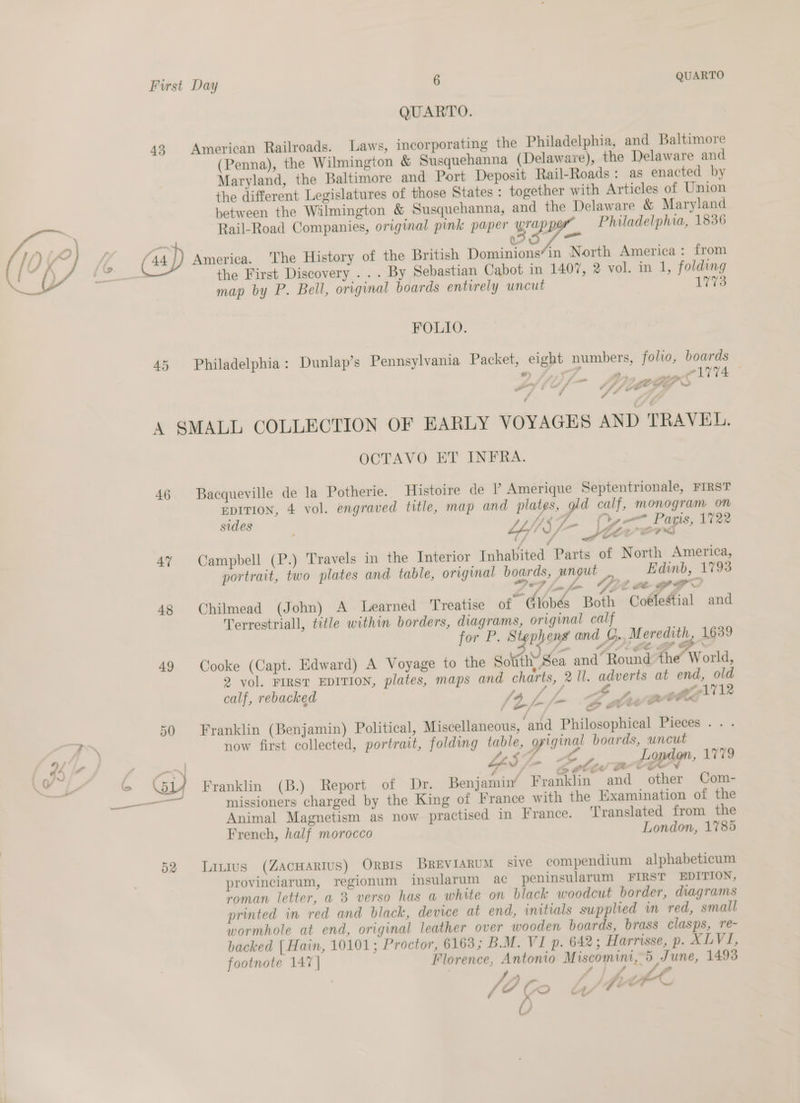 First Day 6 QUARTO
QUARTO.
43 American Railroads. Laws, incorporating the Philadelphia, and Baltimore
(Penna), the Wilmington & Susquehanna (Delaware), the Delaware and
Maryland, the Baltimore and Port Deposit Rail-Roads: as enacted by
the different Legislatures of those States: together with Articles of Union
between the Wilmington & Susquehanna, and the Delaware & Maryland
Rail-Road Companies, original pink paper wrapper Philadelphia, 1836
44 America. The History of the British Dominions in North America: from
the First Discovery . . . By Sebastian Cabot in 1407, 2 vol. in 1, folding
map by P. Bell, original boards entirely uncut 1773
FOLIO.
45 Philadelphia: Dunlap's Pennsylvania Packet, eight numbers, folio, boards
1774
Maggs
A SMALL COLLECTION OF EARLY VOYAGES AND TRAVEL.
OCTAVO ET INFRA.
46 Bacqueville de la Potherie. Histoire de l' Amerique Septentrionale, FIRST
EDITION, 4 vol. engraved title, map and plates, old calf, monogram on
sides Paris, 1722
47 Campbell (P.) Travels in the Interior Inhabited Parts of North America,
portrait, two plates and table, original boards, uncut Edinb, 1793
48 Chilmead (John) A Learned Treatise of Globes Both Coelestial and
Terrestriall, title within borders, diagrams, original calf
for P. Stephens and G. Meredith, 1639
49 Cooke (Capt. Edward) A Voyage to the South Sea and Round the World,
2 vol. FIRST EDITION, plates, maps and charts, 2 ll. adverts at end, old
calf, rebacked 1712
50 Franklin (Benjamin) Political, Miscellaneous, and Philosophical Pieces . . .
now first collected, portrait, folding table, original boards, uncut
London, 1779
51 Franklin (B.) Report of Dr. Benjamin Franklin and other Com-
missioners charged by the King of France with the Examination of the
Animal Magnetism as now practised in France. Translated from the
French, half morocco London, 1785
52 LILIUS (ZACHARIUS) ORBIS BREVIARUM sive compendium alphabeticum
provinciarum, regionum insularum ac peninsularum FIRST EDITION,
roman letter, a 3 verso has a white on black woodcut border, diagrams
printed in red and black, device at end, initials supplied in red, small
wormhole at end, original leather over wooden boards, brass clasps, re-
backed [Hain, 10101; Proctor, 6163; B.M. VI p. 642; Harrisse, p. XLVI,
footnote 147] Florence, Antonio Miscomini, 5 June, 1493